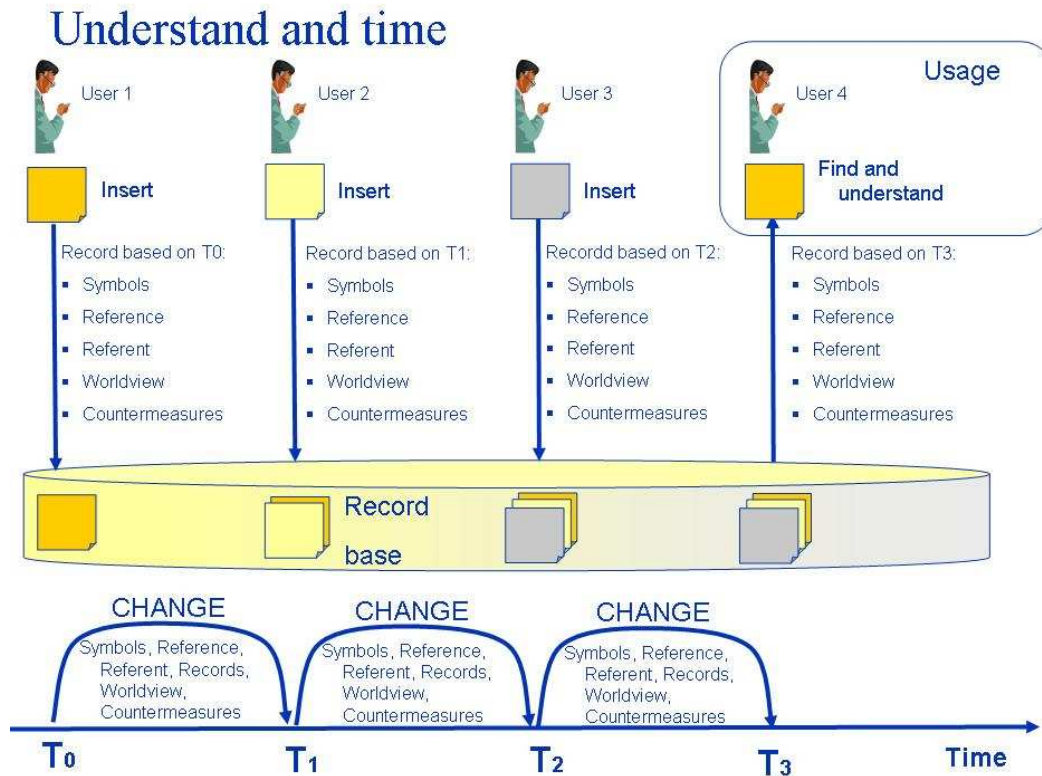 Understand and time
User 1
User 2
User 3
User 4
Usage
Insert
Insert
Insert
Find and
understand
Record based on T0:
▪ Symbols
▪ Reference
▪ Referent
▪ Worldview
▪ Countermeasures
Record based on T1:
▪ Symbols
▪ Reference
▪ Referent
▪ Worldview
▪ Countermeasures
Recordd based on T2:
▪ Symbols
▪ Reference
▪ Referent
▪ Worldview
▪ Countermeasures
Record based on T3:
▪ Symbols
▪ Reference
▪ Referent
▪ Worldview
▪ Countermeasures
Record
base
CHANGE
Symbols, Reference,
Referent, Records,
Worldview,
Countermeasures
CHANGE
Symbols, Reference,
Referent, Records,
Worldview,
Countermeasures
CHANGE
Symbols, Reference,
Referent, Records,
Worldview,
Countermeasures
T0
T1
T2
T3
Time